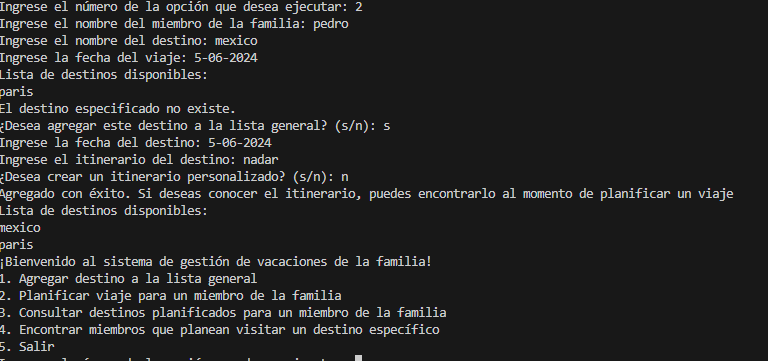 Ingrese el número de la opción que desea ejecutar: 2
Ingrese el nombre del miembro de la familia: pedro
Ingrese el nombre del destino: mexico
Ingrese la fecha del viaje: 5-06-2024
Lista de destinos disponibles:
paris
El destino especificado no existe.
¿Desea agregar este destino a la lista general? (s/n): s
Ingrese la fecha del destino: 5-06-2024
Ingrese el itinerario del destino: nadar
¿Desea crear un itinerario personalizado? (s/n): n
Agregado con éxito. Si deseas conocer el itinerario, puedes encontrarlo al momento de planificar un viaje
Lista de destinos disponibles:
mexico
paris
¡Bienvenido al sistema de gestión de vacaciones de la familia!
1. Agregar destino a la lista general
2. Planificar viaje para un miembro de la familia
3. Consultar destinos planificados para un miembro de la familia
4. Encontrar miembros que planean visitar un destino específico
5. Salir